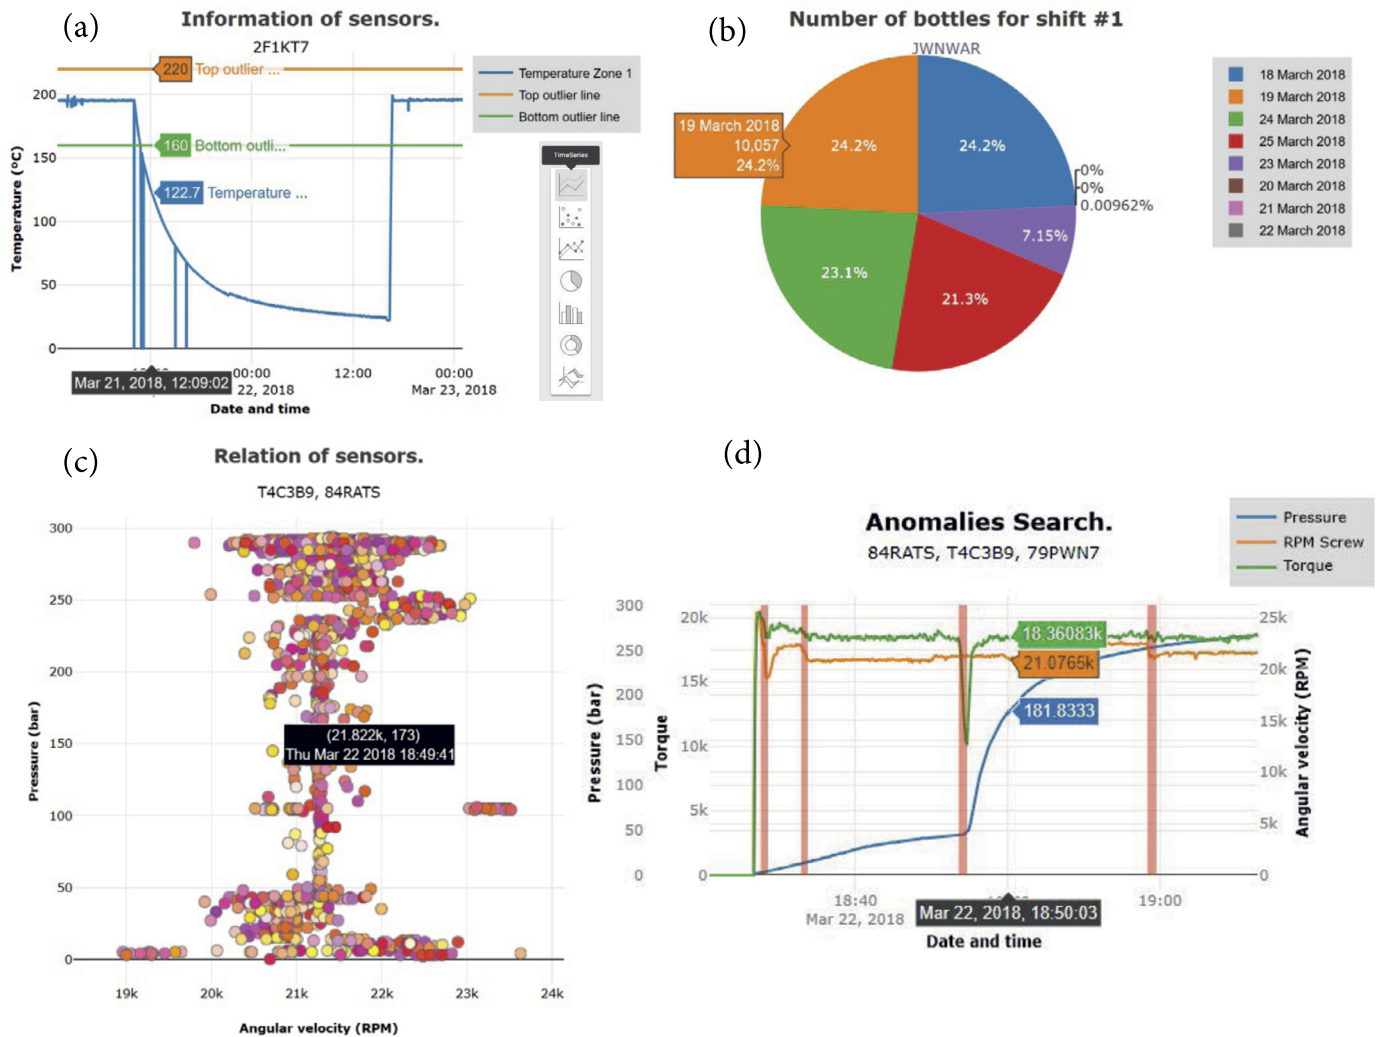 (a)
Information of sensors.
2F1KT7
220 Top outlier ...
160 Bottom outli...
122.7 Temperature ...
200
150
100
50
0
Temperature (°C)
Mar 21, 2018, 12:09:02
00:00
22, 2018
12:00
00:00
Mar 23, 2018
Date and time
Temperature Zone 1
Top outlier line
Bottom outlier line
TimeSeries
(b)
Number of bottles for shift #1
JWNWAR
19 March 2018
10,057
24.2%
24.2%
24.2%
0%
0%
0.00962%
7.15%
21.3%
23.1%
18 March 2018
19 March 2018
24 March 2018
25 March 2018
23 March 2018
20 March 2018
21 March 2018
22 March 2018
(c)
Relation of sensors.
T4C3B9, 84RATS
300
250
200
150
100
50
0
Pressure (bar)
(21.822k, 173)
Thu Mar 22 2018 18:49:41
19k
20k
21k
22k
23k
24k
Angular velocity (RPM)
(d)
Anomalies Search.
84RATS, T4C3B9, 79PWN7
Pressure
RPM Screw
Torque
300
250
200
150
100
50
0
Pressure (bar)
20k
15k
10k
5k
0
Torque
18.36083k
21.0765k
181.8333
25k
20k
15k
10k
5k
0
Angular velocity (RPM)
18:40
Mar 22, 2018
Mar 22, 2018, 18:50:03
19:00
Date and time